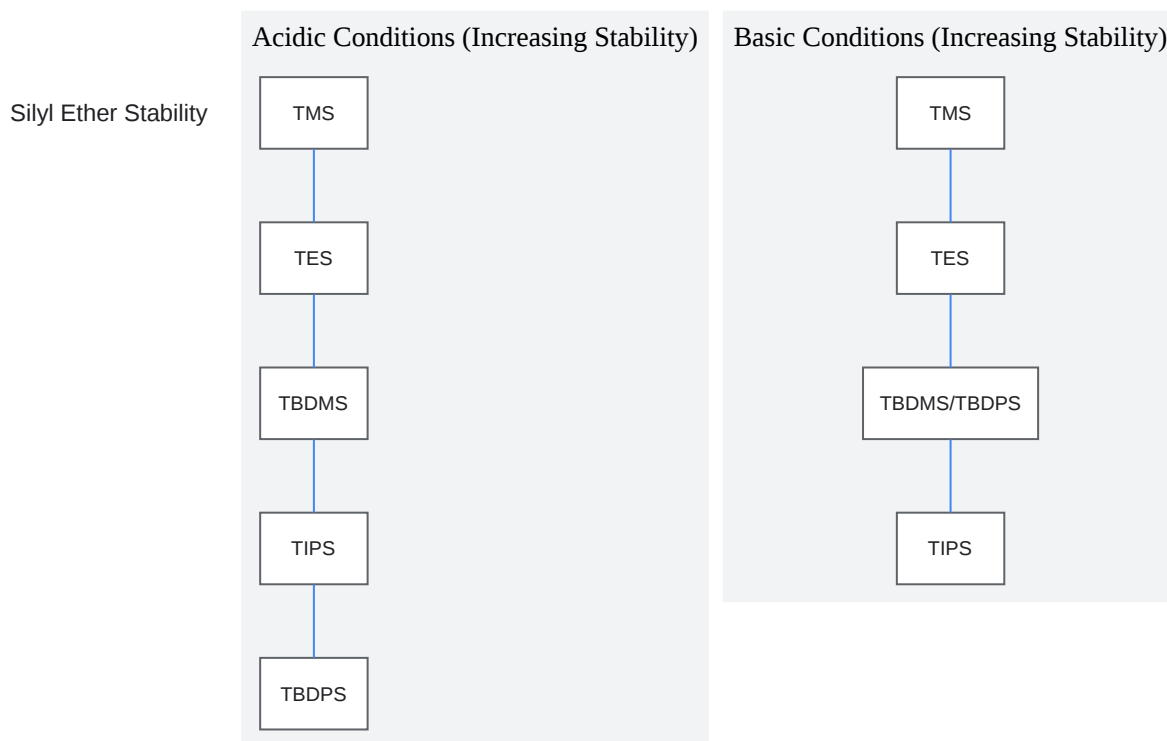 Silyl Ether Stability
Acidic Conditions (Increasing Stability)
TMS
TES
TBDMS
TIPS
TBDPS
Basic Conditions (Increasing Stability)
TMS
TES
TBDMS/TBDPS
TIPS